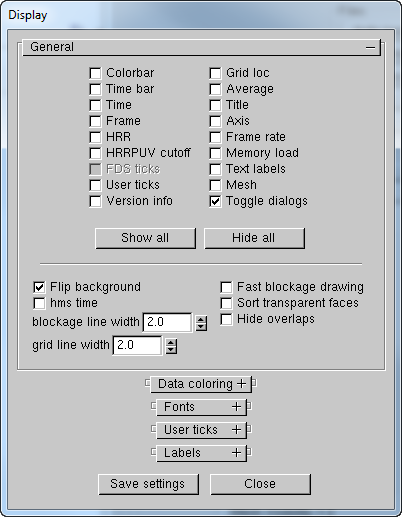 Display
General
Colorbar Grid loc
Time bar Average
Time Title
Frame Axis
HRR Frame rate
HRRPUV cutoff Memory load
FDS ticks Text labels
User ticks Mesh
Version info Toggle dialogs
Show all Hide all
Flip background Fast blockage drawing
hms time Sort transparent faces
blockage line width 2.0 Hide overlaps
grid line width 2.0
Data coloring +
Fonts +
User ticks +
Labels +
Save settings Close